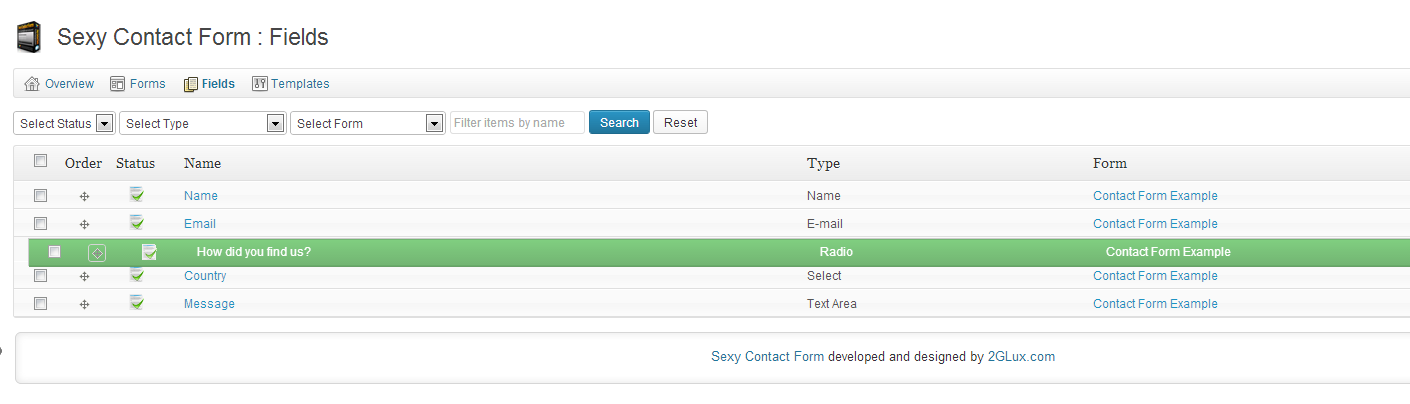 Sexy Contact Form : Fields
Overview Forms Fields Templates
Select Status Select Type Select Form Filter items by name Search Reset
Order Status Name Type Form
Name Name Contact Form Example
Email E-mail Contact Form Example
How did you find us? Radio Contact Form Example
Country Select Contact Form Example
Message Text Area Contact Form Example
Sexy Contact Form developed and designed by 2GLux.com